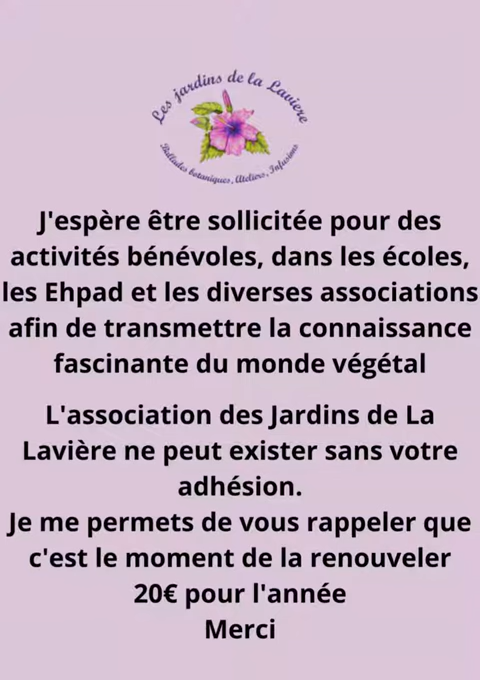 Les jardins de la Laviere
Ballades botaniques, Ateliers, Infusions
J'espère être sollicitée pour des
activités bénévoles, dans les écoles,
les Ehpad et les diverses associations
afin de transmettre la connaissance
fascinante du monde végétal
L'association des Jardins de La
Lavière ne peut exister sans votre
adhésion.
Je me permets de vous rappeler que
c'est le moment de la renouveler
20€ pour l'année
Merci